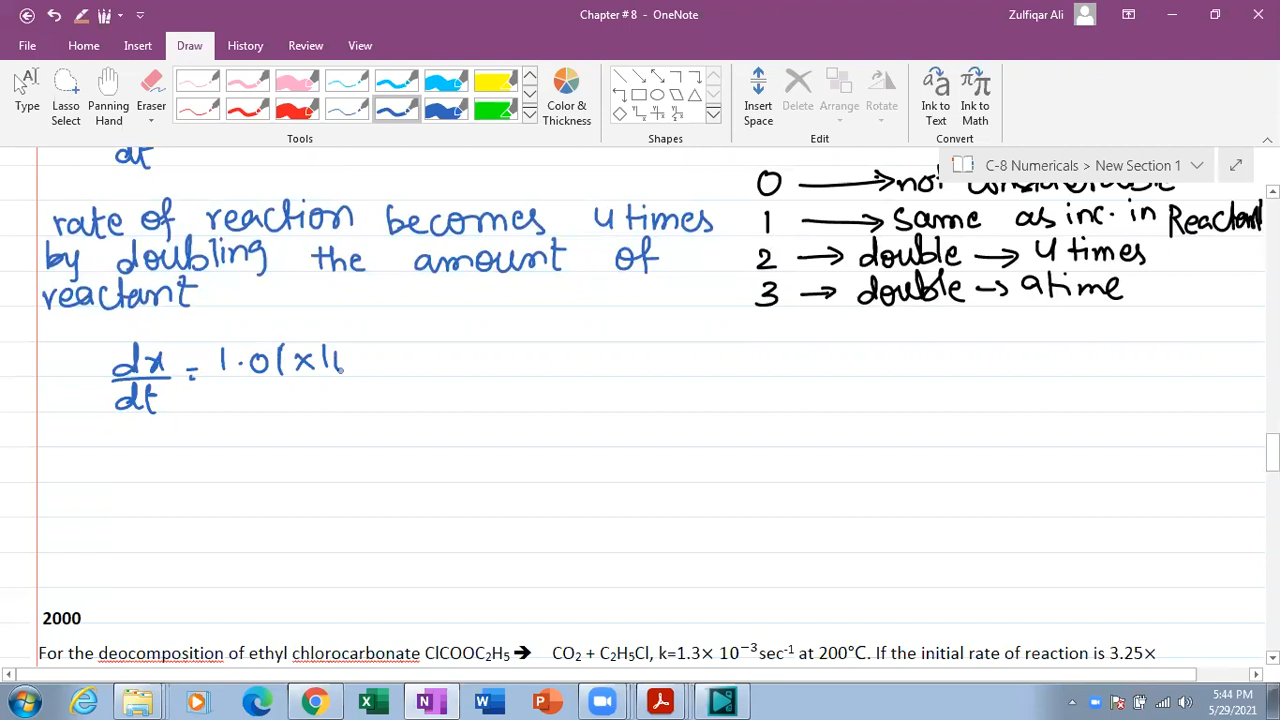 Chapter # 8 - OneNote
Zulfiqar Ali
File Home Insert Draw History Review View
Type
Lasso Select
Panning Hand
Eraser
Color & Thickness
Insert Space
Delete
Arrange
Rotate
Ink to Text
Ink to Math
Tools
Shapes
Edit
Convert
C-8 Numericals > New Section 1
dt
0 → not
1 → same as inc. in Reactant
2 → double → 4 times
3 → double → 9 time
rate of reaction becomes 4 times
by doubling the amount of
reactant
dx
dt
= 1.0(x1
2000
For the deocomposition of ethyl chlorocarbonate ClCOOC2H5 → CO2 + C2H5Cl, k=1.3× 10⁻³sec⁻¹ at 200°C. If the initial rate of reaction is 3.25×
5:44 PM
5/29/2021